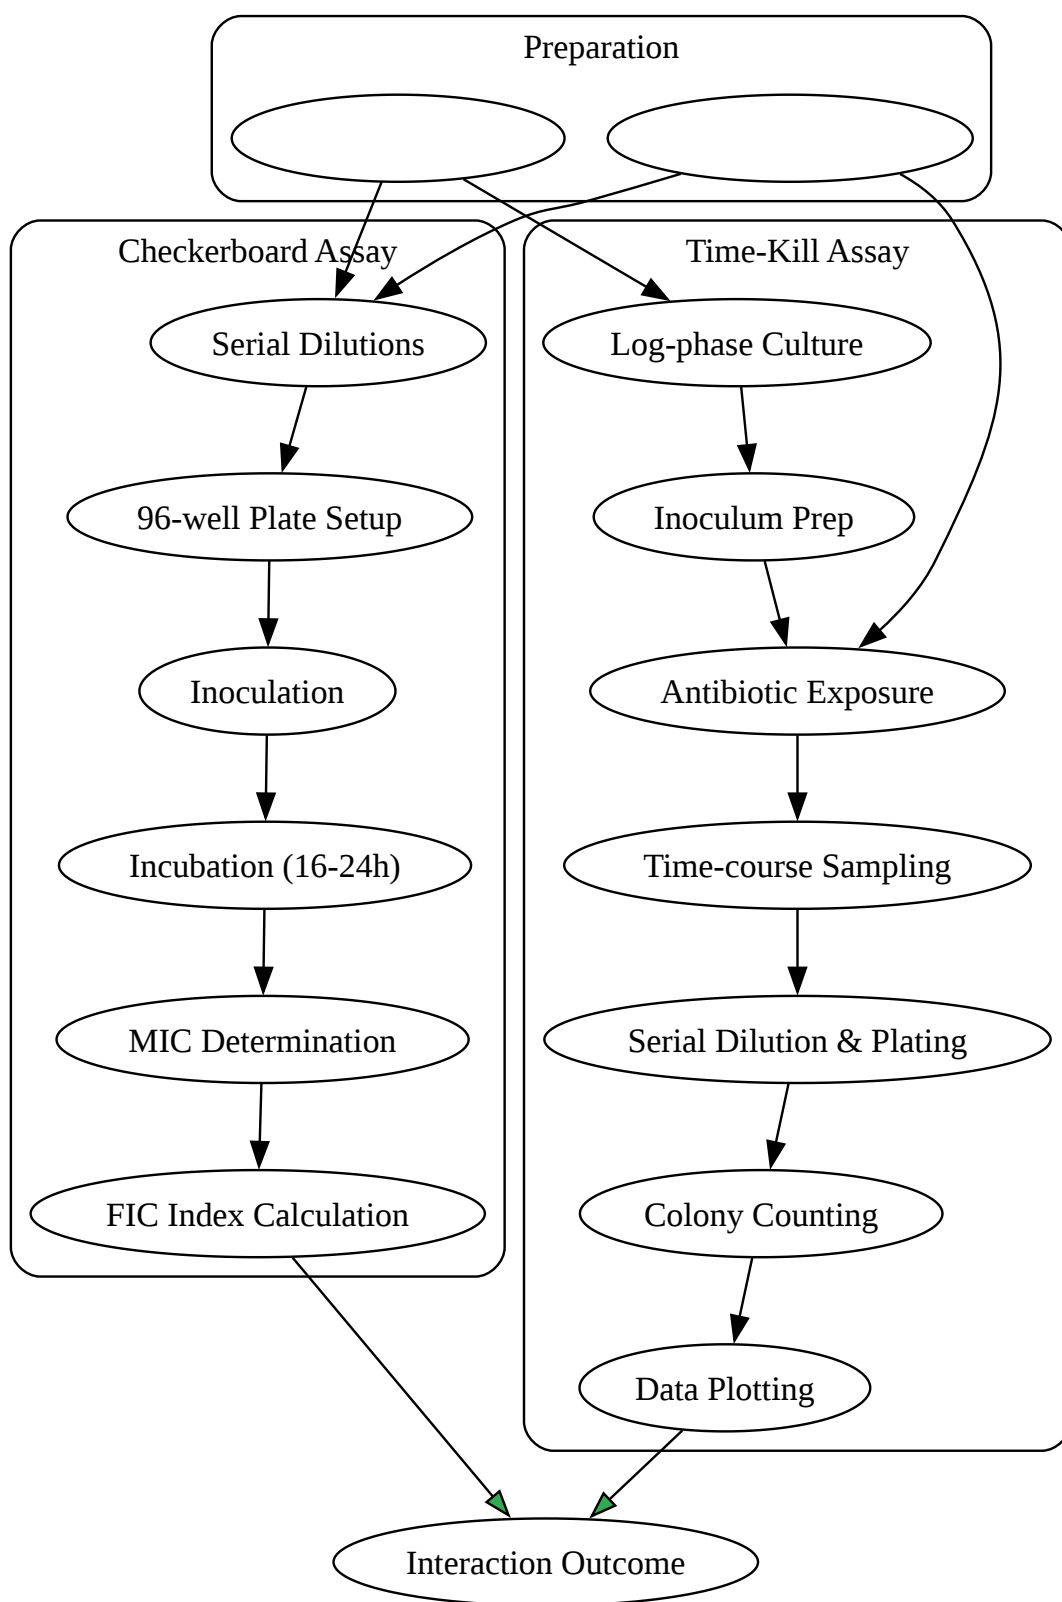 Preparation
Checkerboard Assay
Time-Kill Assay
Serial Dilutions
Log-phase Culture
96-well Plate Setup
Inoculum Prep
Inoculation
Antibiotic Exposure
Incubation (16-24h)
Time-course Sampling
MIC Determination
Serial Dilution & Plating
FIC Index Calculation
Colony Counting
Data Plotting
Interaction Outcome